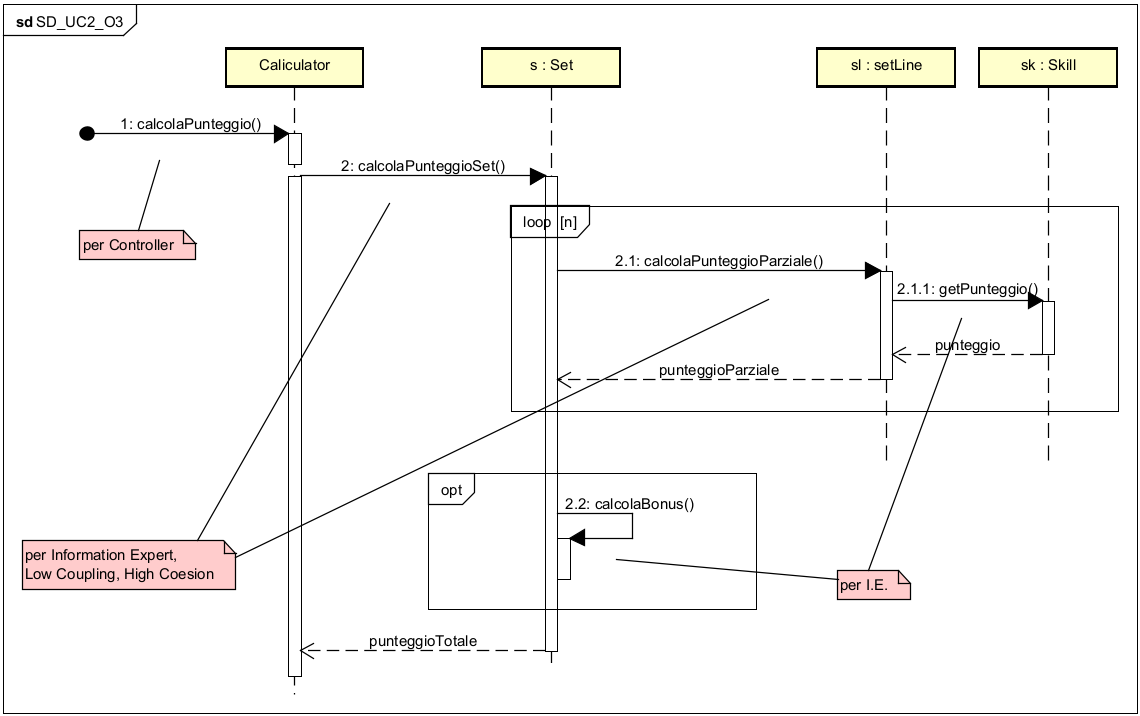 sd SD_UC2_O3
Caliculator
s : Set
sl : setLine
sk : Skill
1: calcolaPunteggio()
2: calcolaPunteggioSet()
loop [n]
per Controller
2.1: calcolaPunteggioParziale()
2.1.1: getPunteggio()
punteggio
punteggioParziale
opt
2.2: calcolaBonus()
per Information Expert,
Low Coupling, High Coesion
per I.E.
punteggioTotale